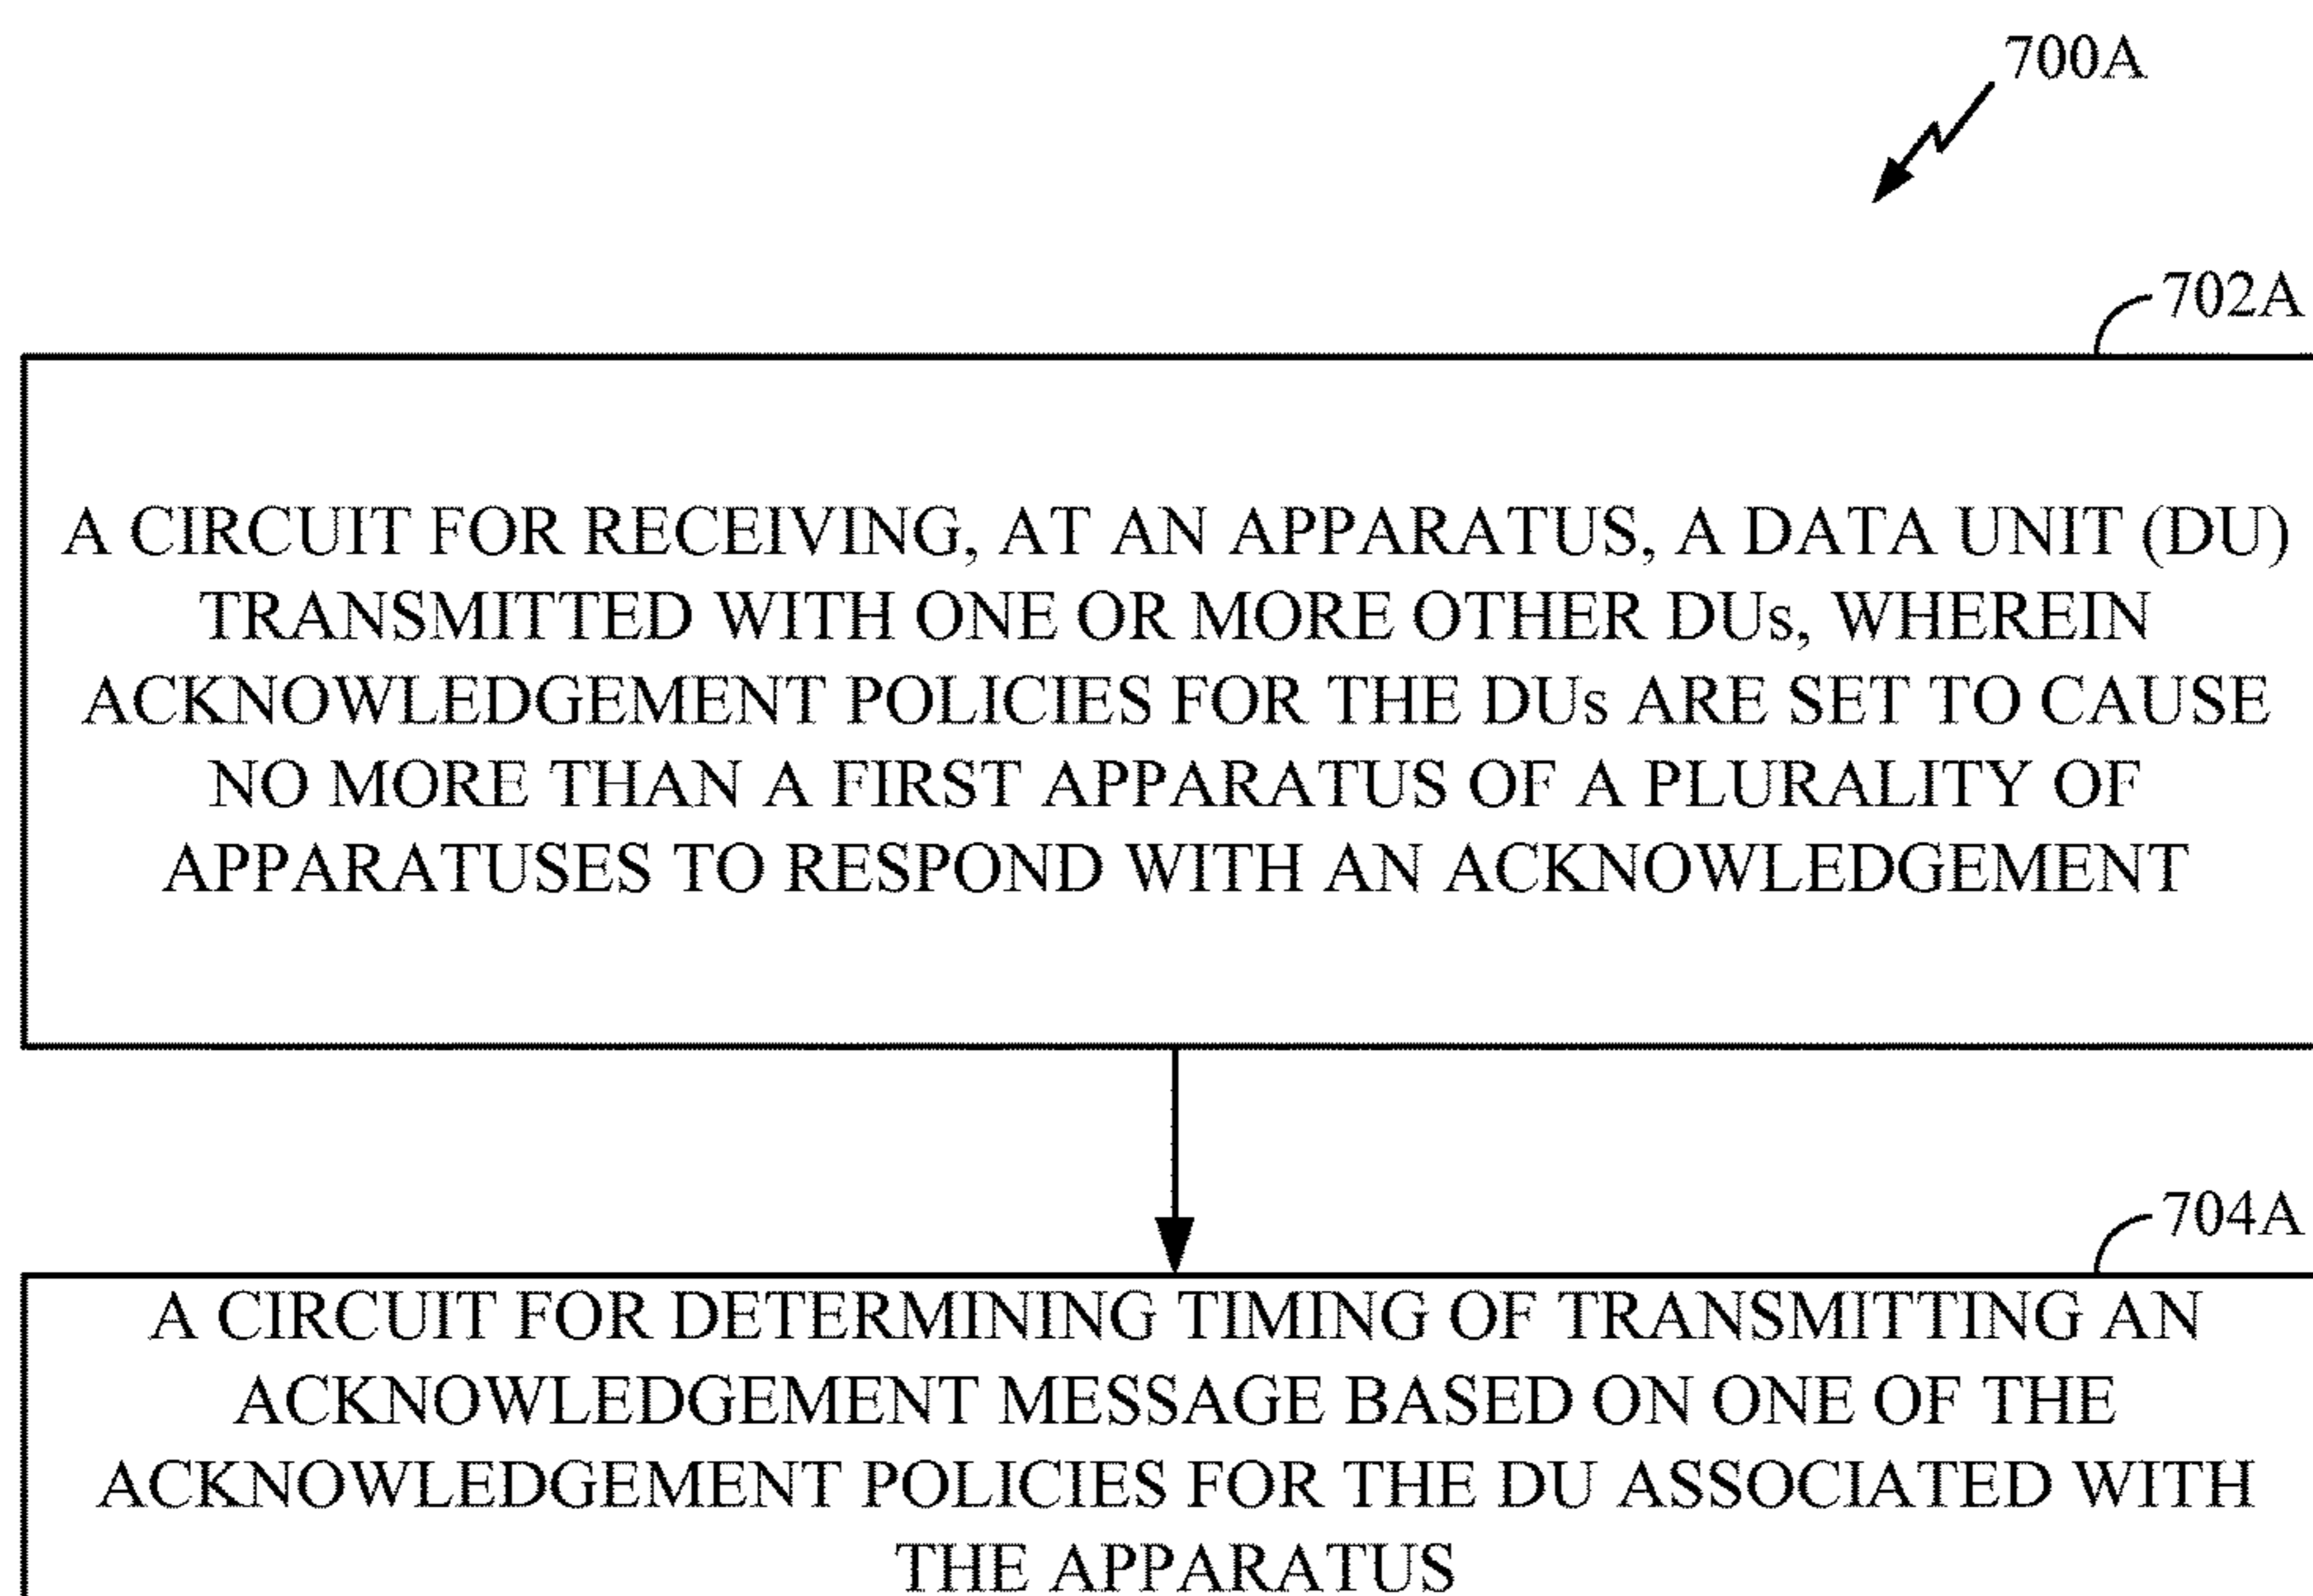 700A
702A
A CIRCUIT FOR RECEIVING, AT AN APPARATUS, A DATA UNIT (DU)
TRANSMITTED WITH ONE OR MORE OTHER DUs, WHEREIN
ACKNOWLEDGEMENT POLICIES FOR THE DUs ARE SET TO CAUSE
NO MORE THAN A FIRST APPARATUS OF A PLURALITY OF
APPARATUSES TO RESPOND WITH AN ACKNOWLEDGEMENT
704A
A CIRCUIT FOR DETERMINING TIMING OF TRANSMITTING AN
ACKNOWLEDGEMENT MESSAGE BASED ON ONE OF THE
ACKNOWLEDGEMENT POLICIES FOR THE DU ASSOCIATED WITH
THE APPARATUS